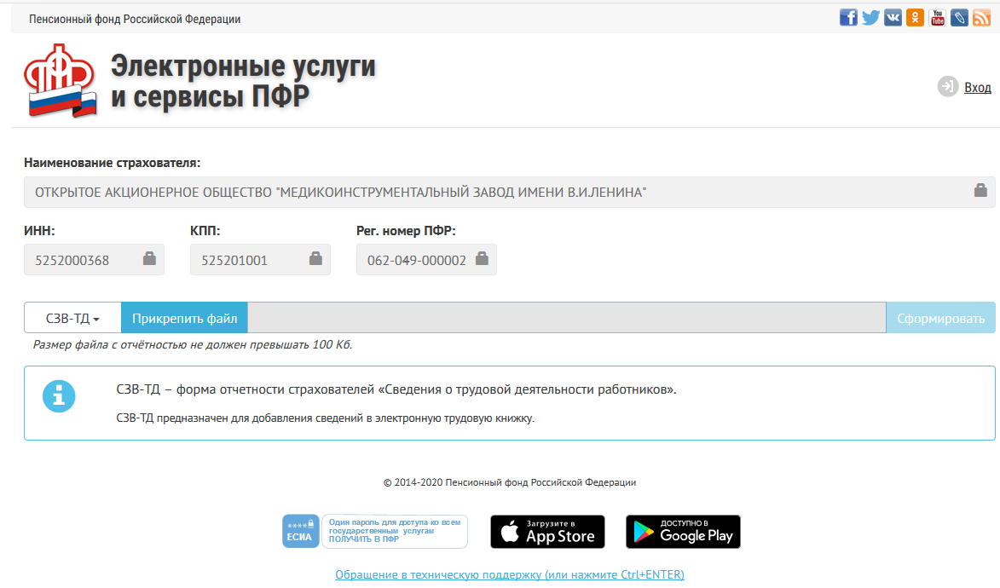 Пенсионный фонд Российской Федерации
You
Tube
Электронные услуги
и сервисы ПФР
Вход
Наименование страхователя:
ОТКРЫТОЕ АКЦИОНЕРНОЕ ОБЩЕСТВО "МЕДИКОИНСТРУМЕНТАЛЬНЫЙ ЗАВОД ИМЕНИ В.И.ЛЕНИНА"
ИНН: КПП: Рег. номер ПФР:
5252000368 525201001 062-049-000002
СЗВ-ТД Прикрепить файл Сформировать
Размер файла с отчётностью не должен превышать 100 Кб.
СЗВ-ТД – форма отчетности страхователей «Сведения о трудовой деятельности работников».
СЗВ-ТД предназначен для добавления сведений в электронную трудовую книжку.
© 2014-2020 Пенсионный фонд Российской Федерации
****
ЕСИА
Один пароль для доступа ко всем
государственным услугам
ПОЛУЧИТЬ В ПФР
Загрузите в
App Store
ДОСТУПНО В
Google Play
Обращение в техническую поддержку (или нажмите Ctrl+ENTER)